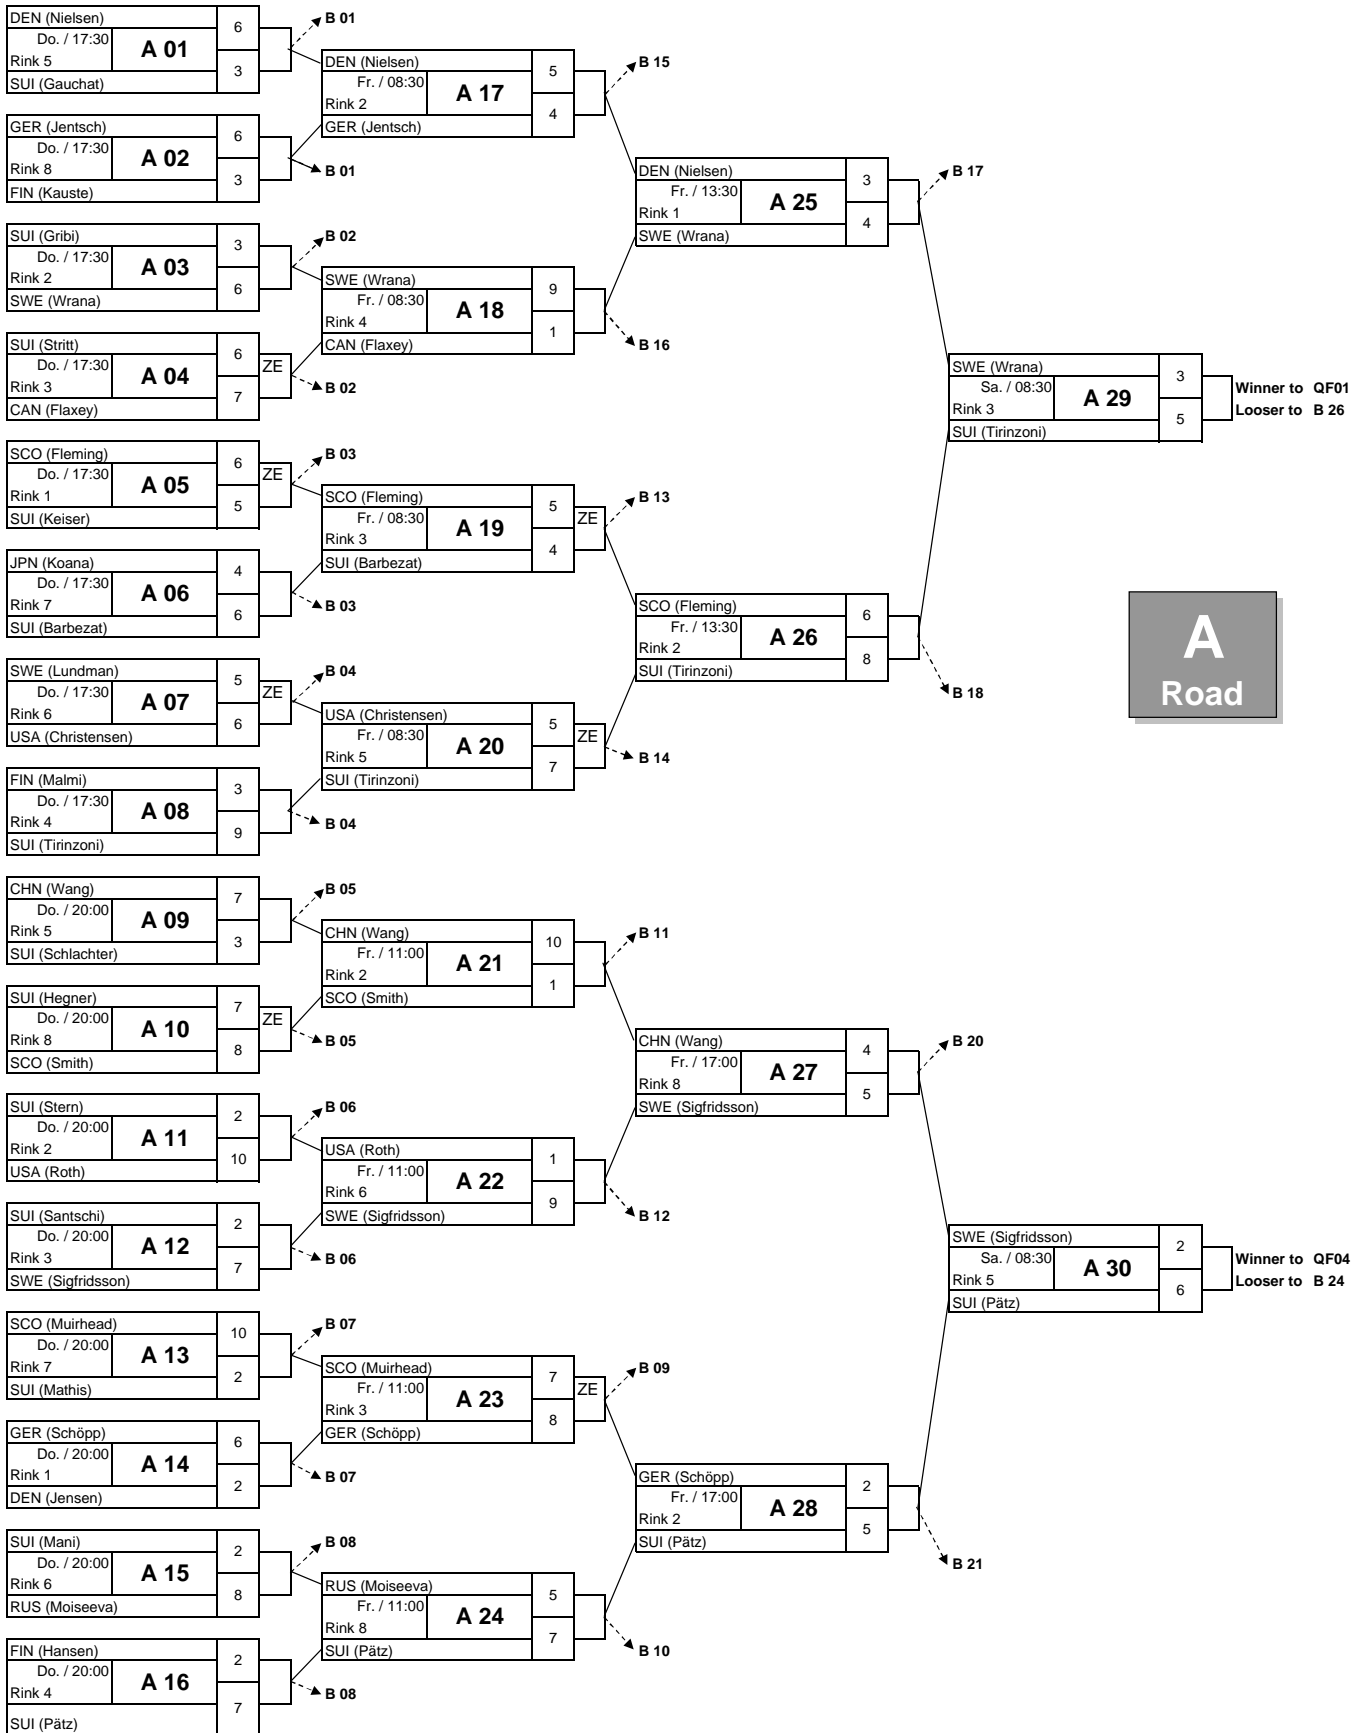 DEN (Nielsen) 6
Do. / 17:30
Rink 5
A 01
SUI (Gauchat) 3
B 01
GER (Jentsch) 6
Do. / 17:30
Rink 8
A 02
FIN (Kauste) 3
B 01
SUI (Gribi) 3
Do. / 17:30
Rink 2
A 03
SWE (Wrana) 6
B 02
SUI (Stritt) 6
Do. / 17:30
Rink 3
A 04
CAN (Flaxey) 7
ZE
B 02
SCO (Fleming) 6
Do. / 17:30
Rink 1
A 05
SUI (Keiser) 5
ZE
B 03
JPN (Koana) 4
Do. / 17:30
Rink 7
A 06
SUI (Barbezat) 6
B 03
SWE (Lundman) 5
Do. / 17:30
Rink 6
A 07
USA (Christensen) 6
ZE
B 04
FIN (Malmi) 3
Do. / 17:30
Rink 4
A 08
SUI (Tirinzoni) 9
B 04
CHN (Wang) 7
Do. / 20:00
Rink 5
A 09
SUI (Schlachter) 3
B 05
SUI (Hegner) 7
Do. / 20:00
Rink 8
A 10
SCO (Smith) 8
ZE
B 05
SUI (Stern) 2
Do. / 20:00
Rink 2
A 11
USA (Roth) 10
B 06
SUI (Santschi) 2
Do. / 20:00
Rink 3
A 12
SWE (Sigfridsson) 7
B 06
SCO (Muirhead) 10
Do. / 20:00
Rink 7
A 13
SUI (Mathis) 2
B 07
GER (Schöpp) 6
Do. / 20:00
Rink 1
A 14
DEN (Jensen) 2
B 07
SUI (Mani) 2
Do. / 20:00
Rink 6
A 15
RUS (Moiseeva) 8
B 08
FIN (Hansen) 2
Do. / 20:00
Rink 4
A 16
SUI (Pätz) 7
B 08
DEN (Nielsen) 5
Fr. / 08:30
Rink 2
A 17
GER (Jentsch) 4
B 15
SWE (Wrana) 9
Fr. / 08:30
Rink 4
A 18
CAN (Flaxey) 1
B 16
SCO (Fleming) 5
Fr. / 08:30
Rink 3
A 19
SUI (Barbezat) 4
ZE
B 13
USA (Christensen) 5
Fr. / 08:30
Rink 5
A 20
SUI (Tirinzoni) 7
ZE
B 14
CHN (Wang) 10
Fr. / 11:00
Rink 2
A 21
SCO (Smith) 1
B 11
USA (Roth) 1
Fr. / 11:00
Rink 6
A 22
SWE (Sigfridsson) 9
B 12
SCO (Muirhead) 7
Fr. / 11:00
Rink 3
A 23
GER (Schöpp) 8
ZE
B 09
RUS (Moiseeva) 5
Fr. / 11:00
Rink 8
A 24
SUI (Pätz) 7
B 10
DEN (Nielsen) 3
Fr. / 13:30
Rink 1
A 25
SWE (Wrana) 4
B 17
SCO (Fleming) 6
Fr. / 13:30
Rink 2
A 26
SUI (Tirinzoni) 8
B 18
CHN (Wang) 4
Fr. / 17:00
Rink 8
A 27
SWE (Sigfridsson) 5
B 20
GER (Schöpp) 2
Fr. / 17:00
Rink 2
A 28
SUI (Pätz) 5
B 21
SWE (Wrana) 3
Sa. / 08:30
Rink 3
A 29
SUI (Tirinzoni) 5
Winner to QF01
Looser to B 26
A
Road
SWE (Sigfridsson) 2
Sa. / 08:30
Rink 5
A 30
SUI (Pätz) 6
Winner to QF04
Looser to B 24